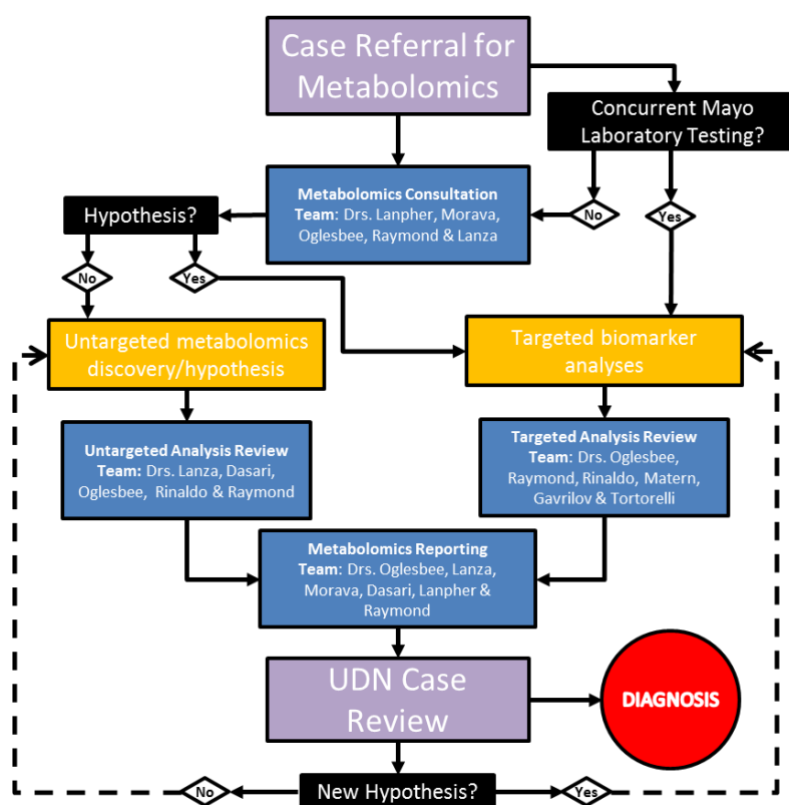 Case Referral for
Metabolomics
Concurrent Mayo
Laboratory Testing?
Metabolomics Consultation
Team: Drs. Lanpher, Morava,
Oglesbee, Raymond & Lanza
Hypothesis?
No
Yes
No
Yes
Untargeted metabolomics
discovery/hypothesis
Targeted biomarker
analyses
Untargeted Analysis Review
Team: Drs. Lanza, Dasari,
Oglesbee, Rinaldo & Raymond
Targeted Analysis Review
Team: Drs. Oglesbee,
Raymond, Rinaldo, Matern,
Gavrilov & Tortorelli
Metabolomics Reporting
Team: Drs. Oglesbee, Lanza,
Morava, Dasari, Lanpher &
Raymond
UDN Case
Review
DIAGNOSIS
No
New Hypothesis?
Yes